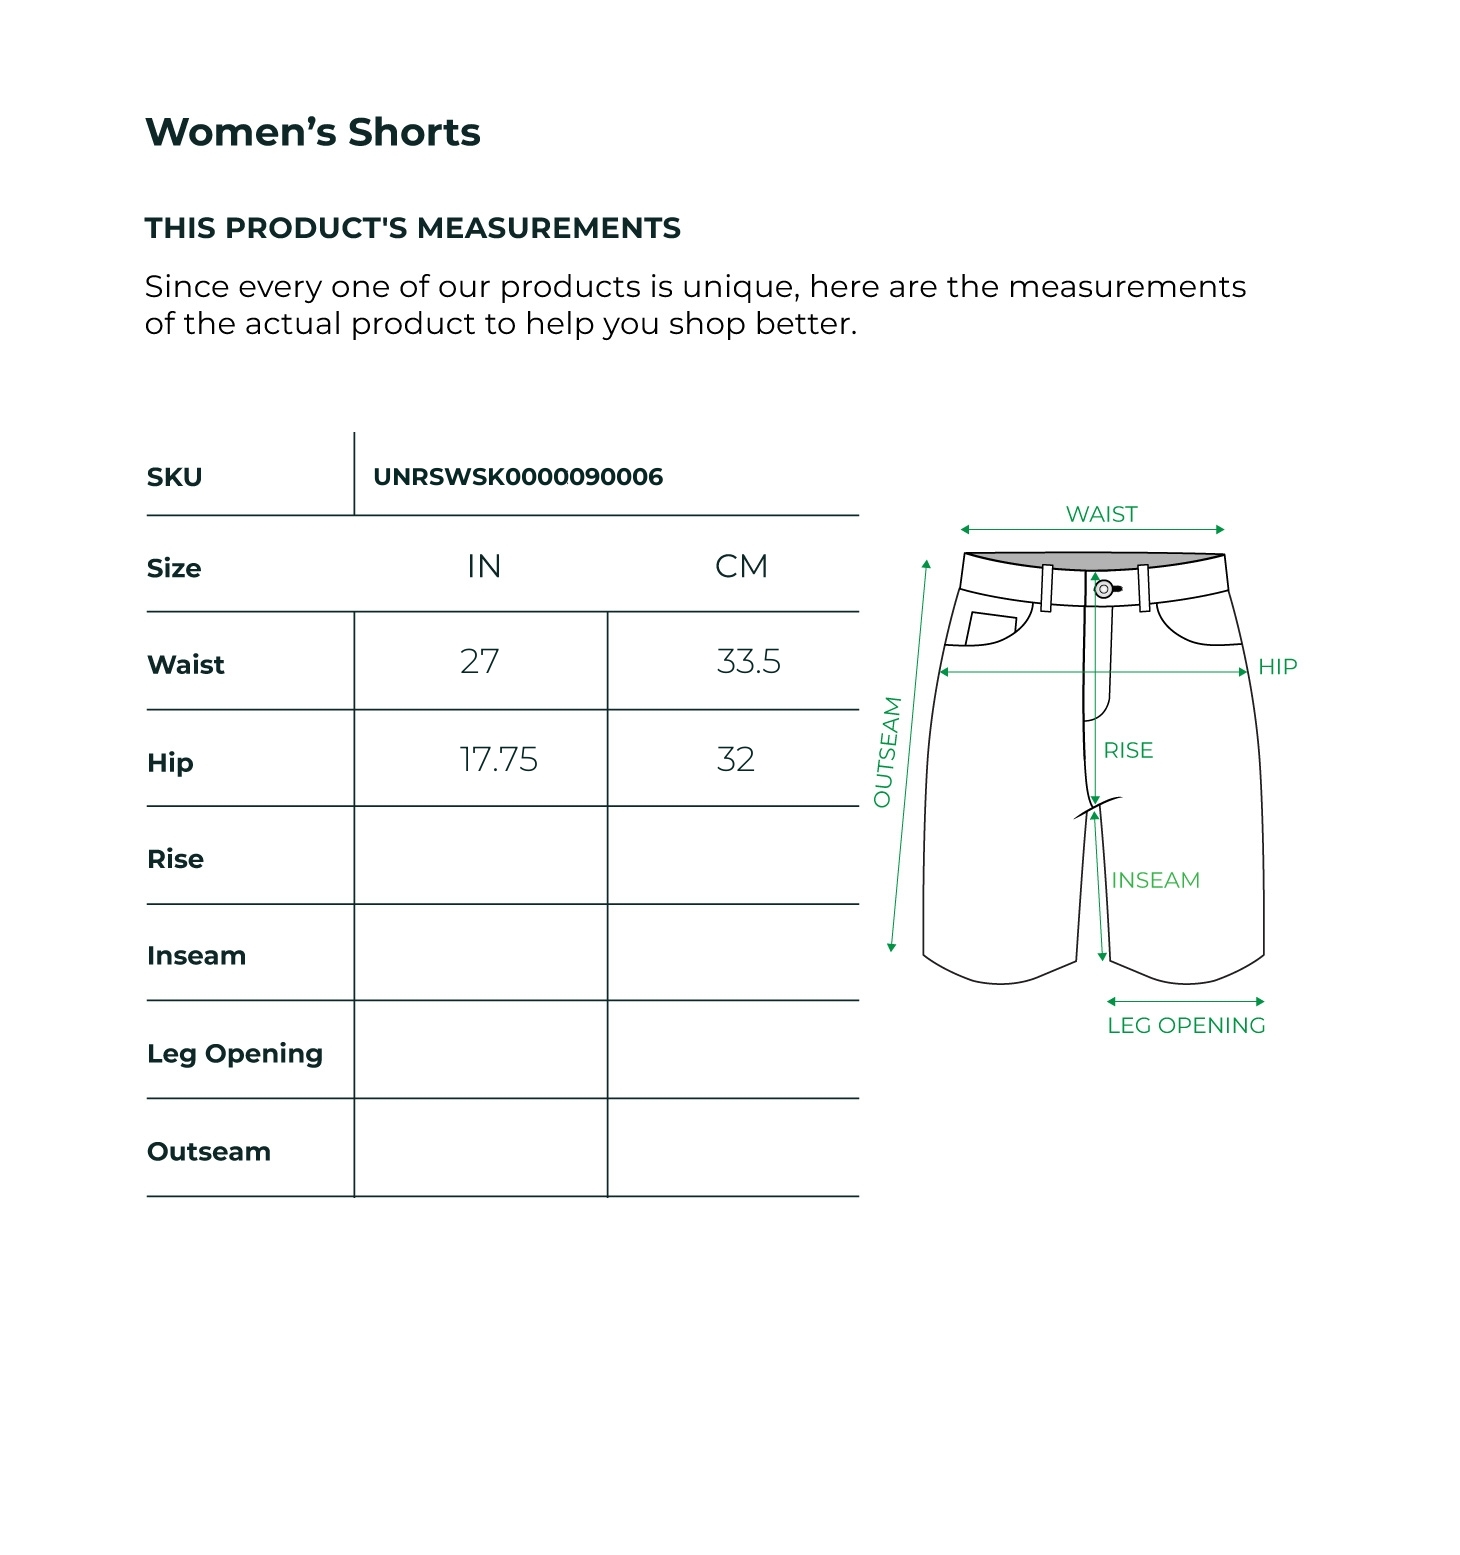 Women’s Shorts
THIS PRODUCT'S MEASUREMENTS
Since every one of our products is unique, here are the measurements
of the actual product to help you shop better.
SKU UNRSWSK0000090006
Size IN CM
Waist 27 33.5
Hip 17.75 32
Rise
Inseam
Leg Opening
Outseam
WAIST
HIP
OUTSEAM
RISE
INSEAM
LEG OPENING